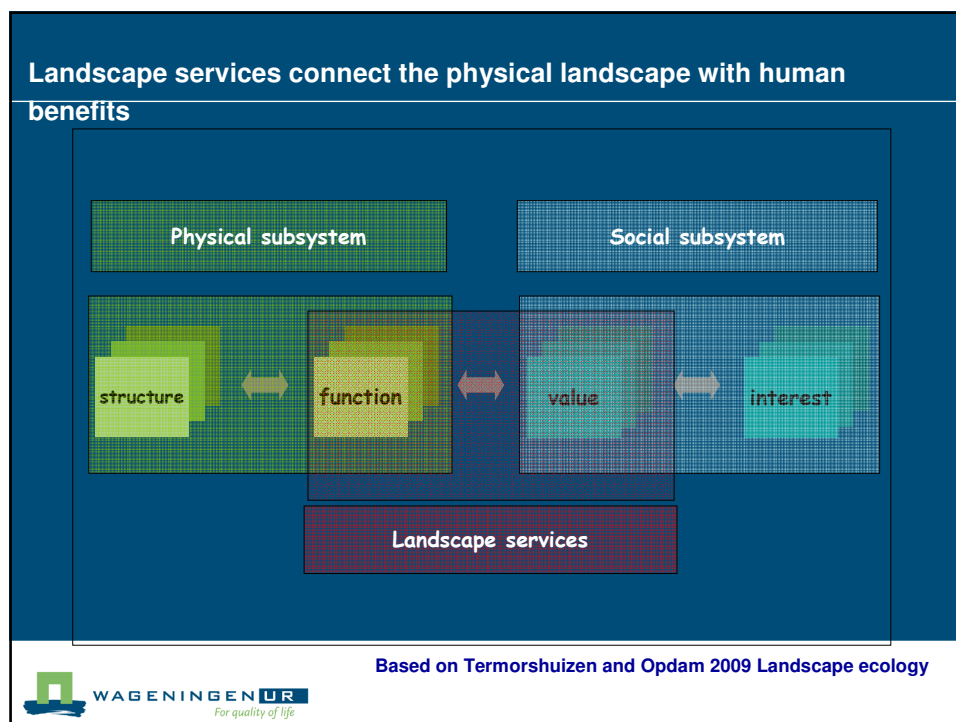 Landscape services connect the physical landscape with human
benefits
Physical subsystem
Social subsystem
structure
function
value
interest
Landscape services
Based on Termorshuizen and Opdam 2009 Landscape ecology
WAGENINGEN UR
For quality of life